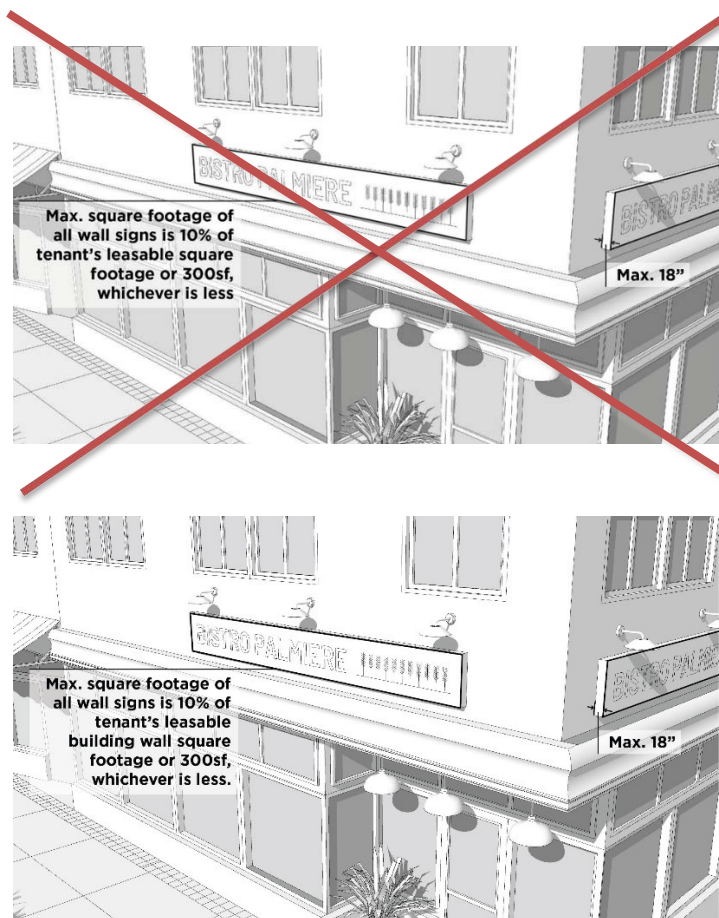 BISTRO PALMIERE
BISTRO PALM
Max. square footage of
all wall signs is 10% of
tenant's leasable square
footage or 300sf,
whichever is less
Max. 18”
BISTRO PALMIERE
BISTRO PALM
Max. square footage of
all wall signs is 10% of
tenant's leasable
building wall square
footage or 300sf,
whichever is less.
Max. 18”